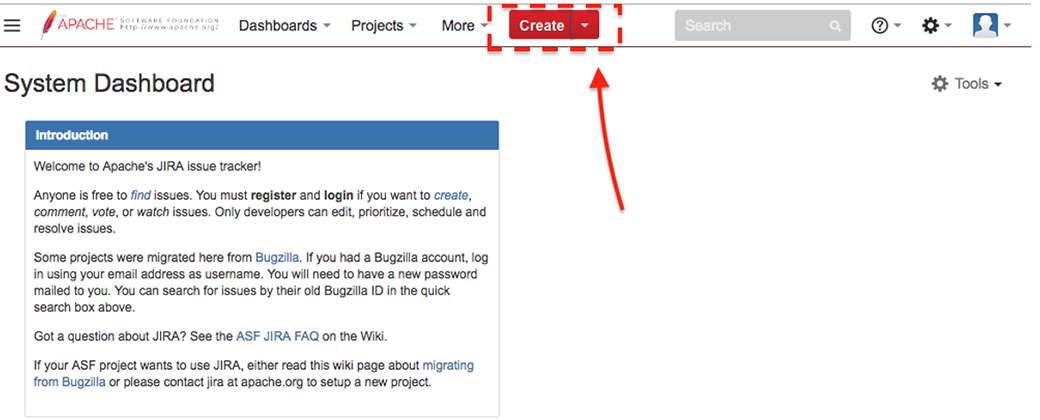 THE APACHE SOFTWARE FOUNDATION
http://www.apache.org/
Dashboards Projects More Create Search
System Dashboard
Tools
Introduction
Welcome to Apache's JIRA issue tracker!
Anyone is free to find issues. You must register and login if you want to create,
comment, vote, or watch issues. Only developers can edit, prioritize, schedule and
resolve issues.
Some projects were migrated here from Bugzilla. If you had a Bugzilla account, log
in using your email address as username. You will need to have a new password
mailed to you. You can search for issues by their old Bugzilla ID in the quick
search box above.
Got a question about JIRA? See the ASF JIRA FAQ on the Wiki.
If your ASF project wants to use JIRA, either read this wiki page about migrating
from Bugzilla or please contact jira at apache.org to setup a new project.